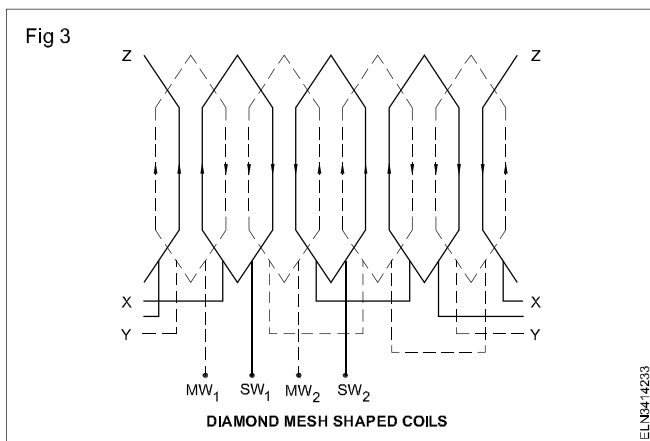 Fig 3
Z Z
X X
Y Y
MW1 SW1 MW2 SW2
DIAMOND MESH SHAPED COILS
ELN3414233